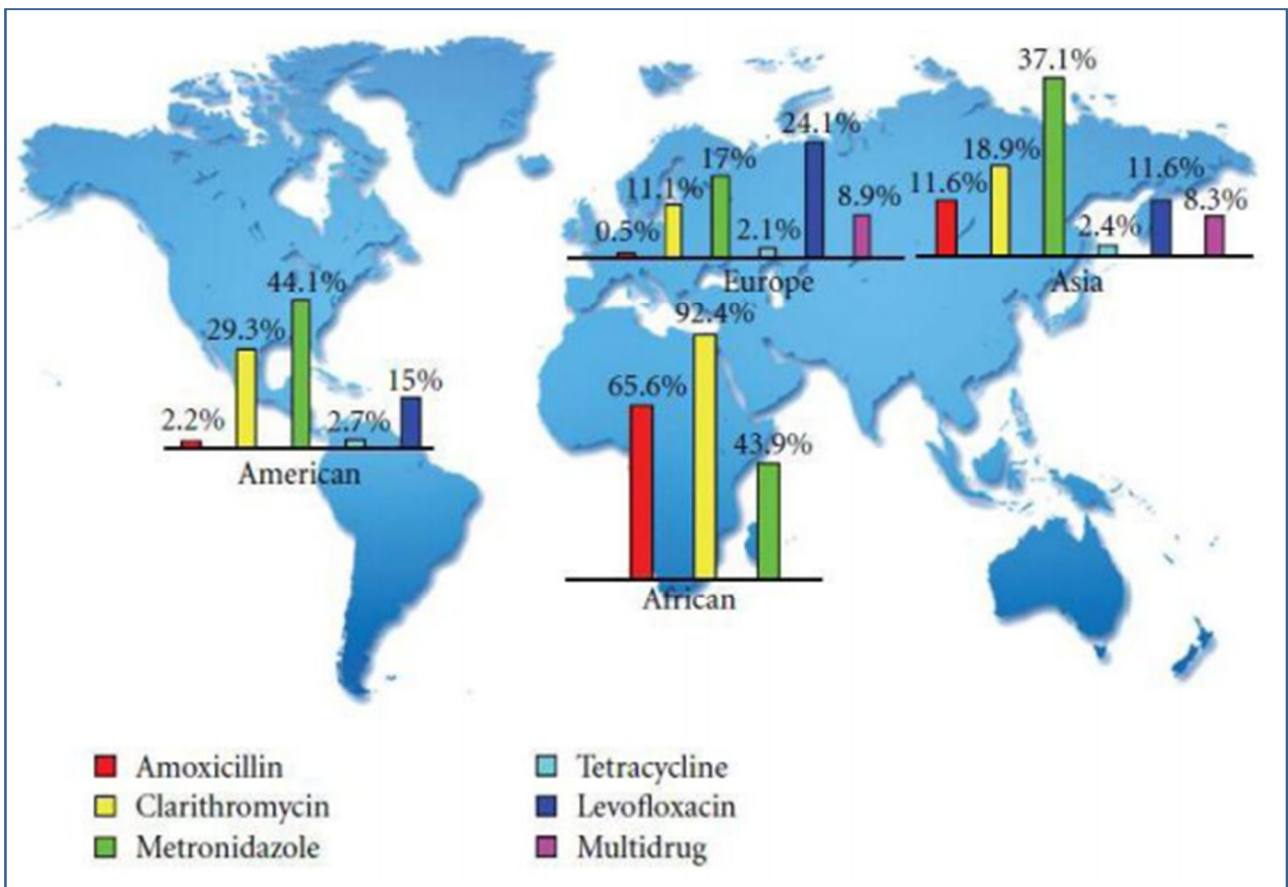 37.1%
24.1%
17%
18.9%
11.1%
11.6%
11.6%
8.9%
8.3%
0.5%
2.1%
2.4%
Europe
Asia
44.1%
29.3%
92.4%
15%
65.6%
2.2%
2.7%
43.9%
American
African
Amoxicillin
Clarithromycin
Metronidazole
Tetracycline
Levofloxacin
Multidrug